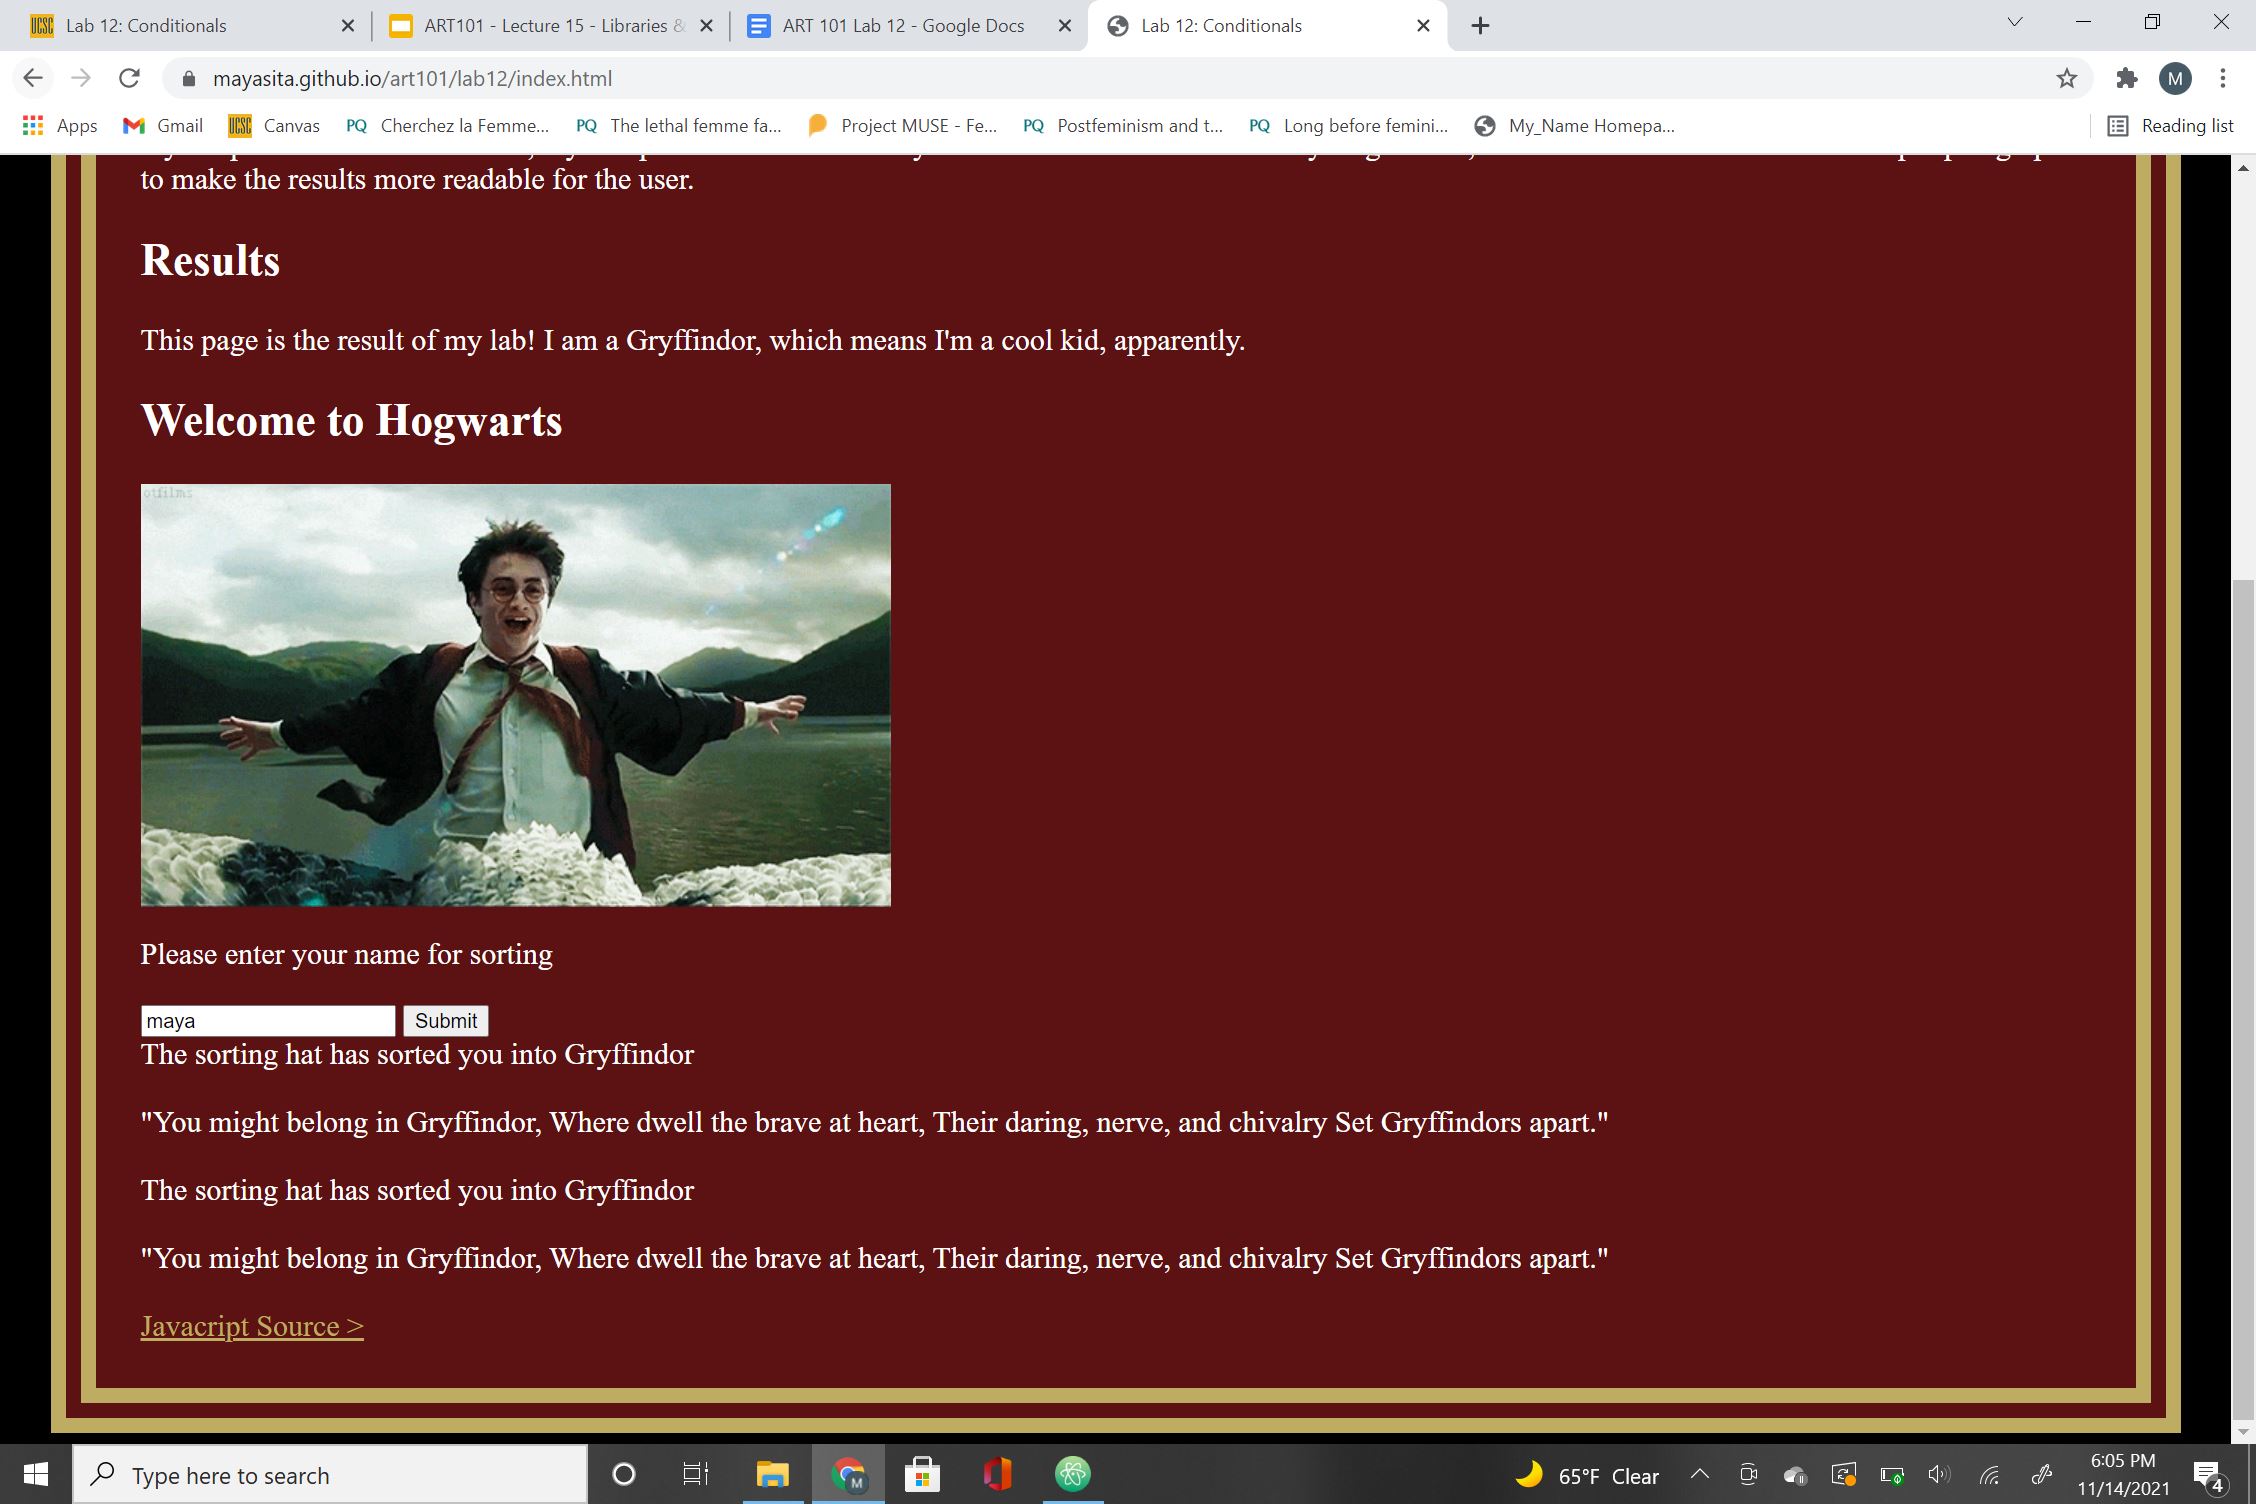 Lab 12: Conditionals
ART101 - Lecture 15 - Libraries &
ART 101 Lab 12 - Google Docs
Lab 12: Conditionals
mayasita.github.io/art101/lab12/index.html
M
Apps
Gmail
UCSC Canvas
PQ Cherchez la Femme...
PQ The lethal femme fa...
Project MUSE - Fe...
PQ Postfeminism and t...
PQ Long before femini...
My_Name Homepa...
Reading list
to make the results more readable for the user.
Results
This page is the result of my lab! I am a Gryffindor, which means I'm a cool kid, apparently.
Welcome to Hogwarts
otfilms
Please enter your name for sorting
maya Submit
The sorting hat has sorted you into Gryffindor
"You might belong in Gryffindor, Where dwell the brave at heart, Their daring, nerve, and chivalry Set Gryffindors apart."
The sorting hat has sorted you into Gryffindor
"You might belong in Gryffindor, Where dwell the brave at heart, Their daring, nerve, and chivalry Set Gryffindors apart."
Javacript Source >
Type here to search
M
65°F Clear
6:05 PM
11/14/2021
4